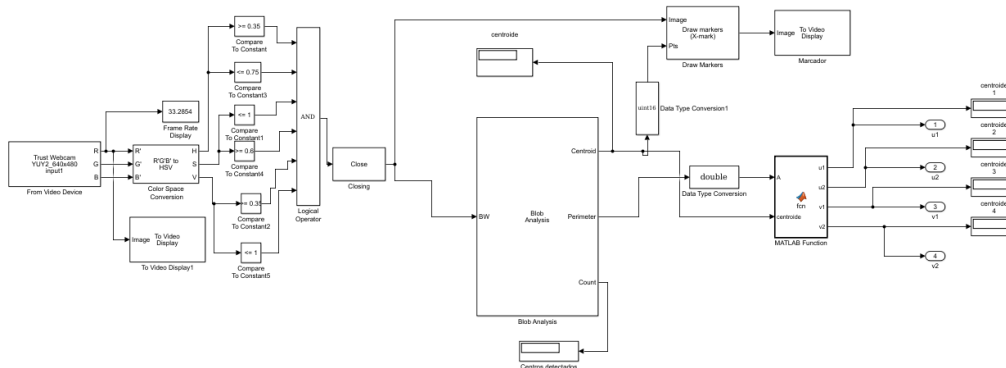 Trust Webcam
YUY2_640x480
input1
R
G
B
From Video Device
33.2854
Frame Rate
Display
R'
G'
B'
R'G'B' to
HSV
H
S
V
Color Space
Conversion
Image
To Video
Display
To Video Display1
>= 0.35
Compare
To Constant
<= 0.75
Compare
To Constant3
<= 1
Compare
To Constant1
>= 0.6
Compare
To Constant4
Compare
To Constant2
<= 1
Compare
To Constant5
AND
Logical
Operator
Close
Closing
centroide
BW
Blob
Analysis
Centroid
Perimeter
Count
Blob Analysis
Centros detectados
Image
Pts
Draw markers
(X-mark)
Draw Markers
Image
To Video
Display
Marcador
uint16
Data Type Conversion1
double
Data Type Conversion
A
centroide
fcn
u1
u2
v1
v2
MATLAB Function
centroide
1
1
u1
centroide
2
2
u2
centroide
3
3
v1
centroide
4
4
v2